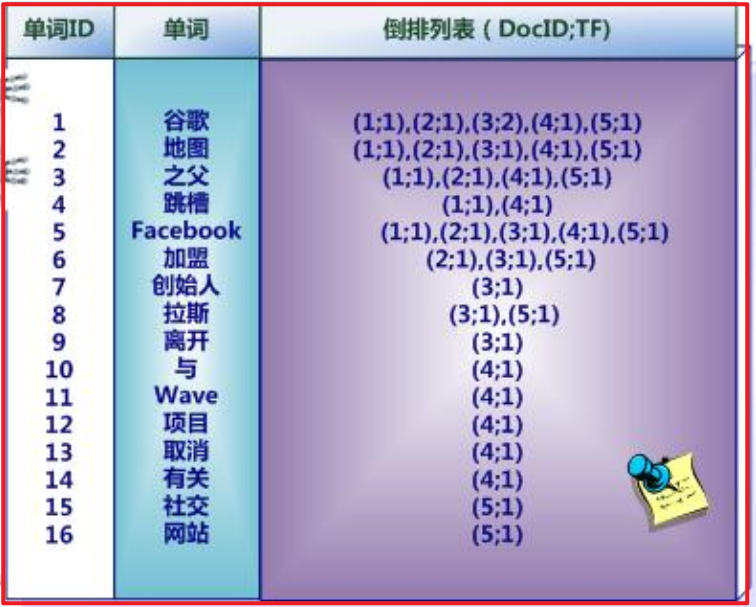 单词ID 单词 倒排列表 ( DocID;TF)
1 谷歌 (1;1),(2;1),(3;2),(4;1),(5;1)
2 地图 (1;1),(2;1),(3;1),(4;1),(5;1)
3 之父 (1;1),(2;1),(4;1),(5;1)
4 跳槽 (1;1),(4;1)
5 Facebook (1;1),(2;1),(3;1),(4;1),(5;1)
6 加盟 (2;1),(3;1),(5;1)
7 创始人 (3;1)
8 拉斯 (3;1),(5;1)
9 离开 (3;1)
10 与 (4;1)
11 Wave (4;1)
12 项目 (4;1)
13 取消 (4;1)
14 有关 (4;1)
15 社交 (5;1)
16 网站 (5;1)